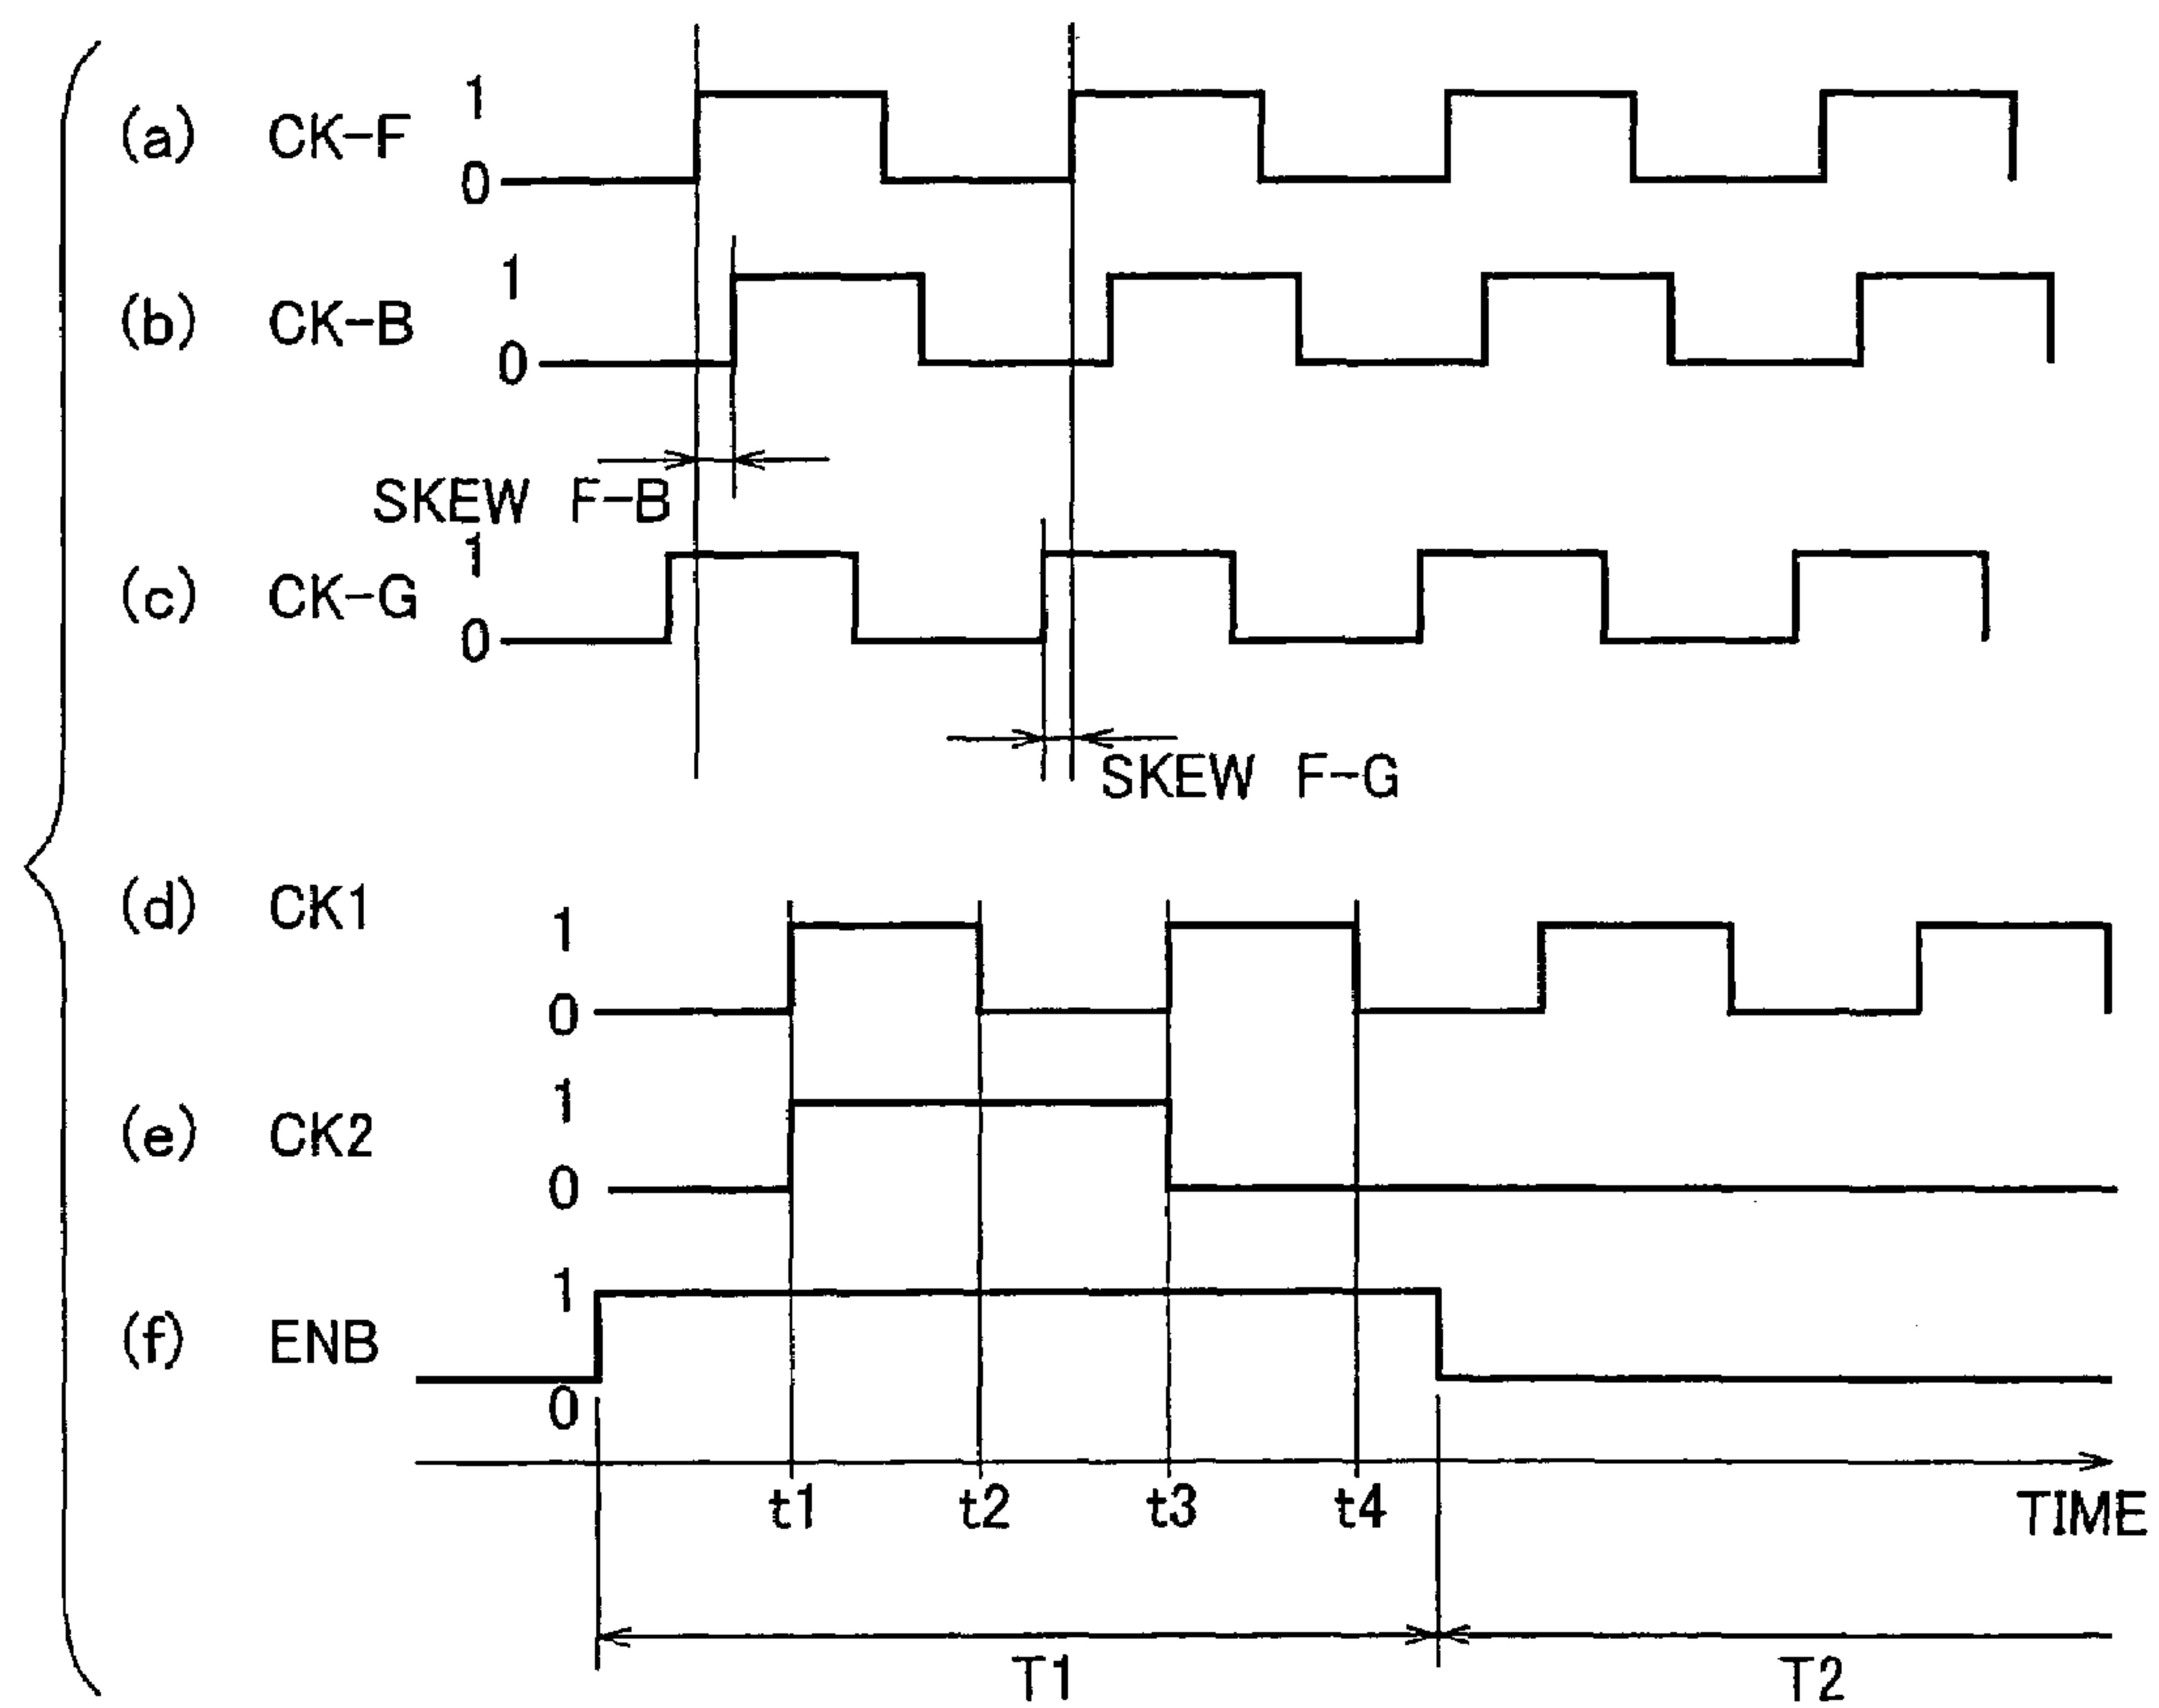 1
(a) CK-F
0
1
(b) CK-B
0
SKEW F-B
1
(c) CK-G
0
SKEW F-G
(d) CK1
1
0
1
(e) CK2
0
1
(f) ENB
0
t1 t2 t3 t4 TIME
T1 T2